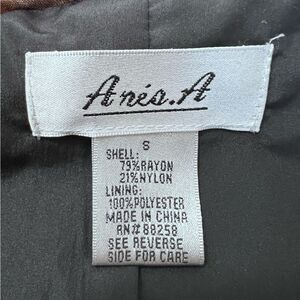 Anés.A
S
SHELL:
79%RAYON
21%NYLON
LINING:
100%POLYESTER
MADE IN CHINA
RN#88258
SEE REVERSE
SIDE FOR CARE